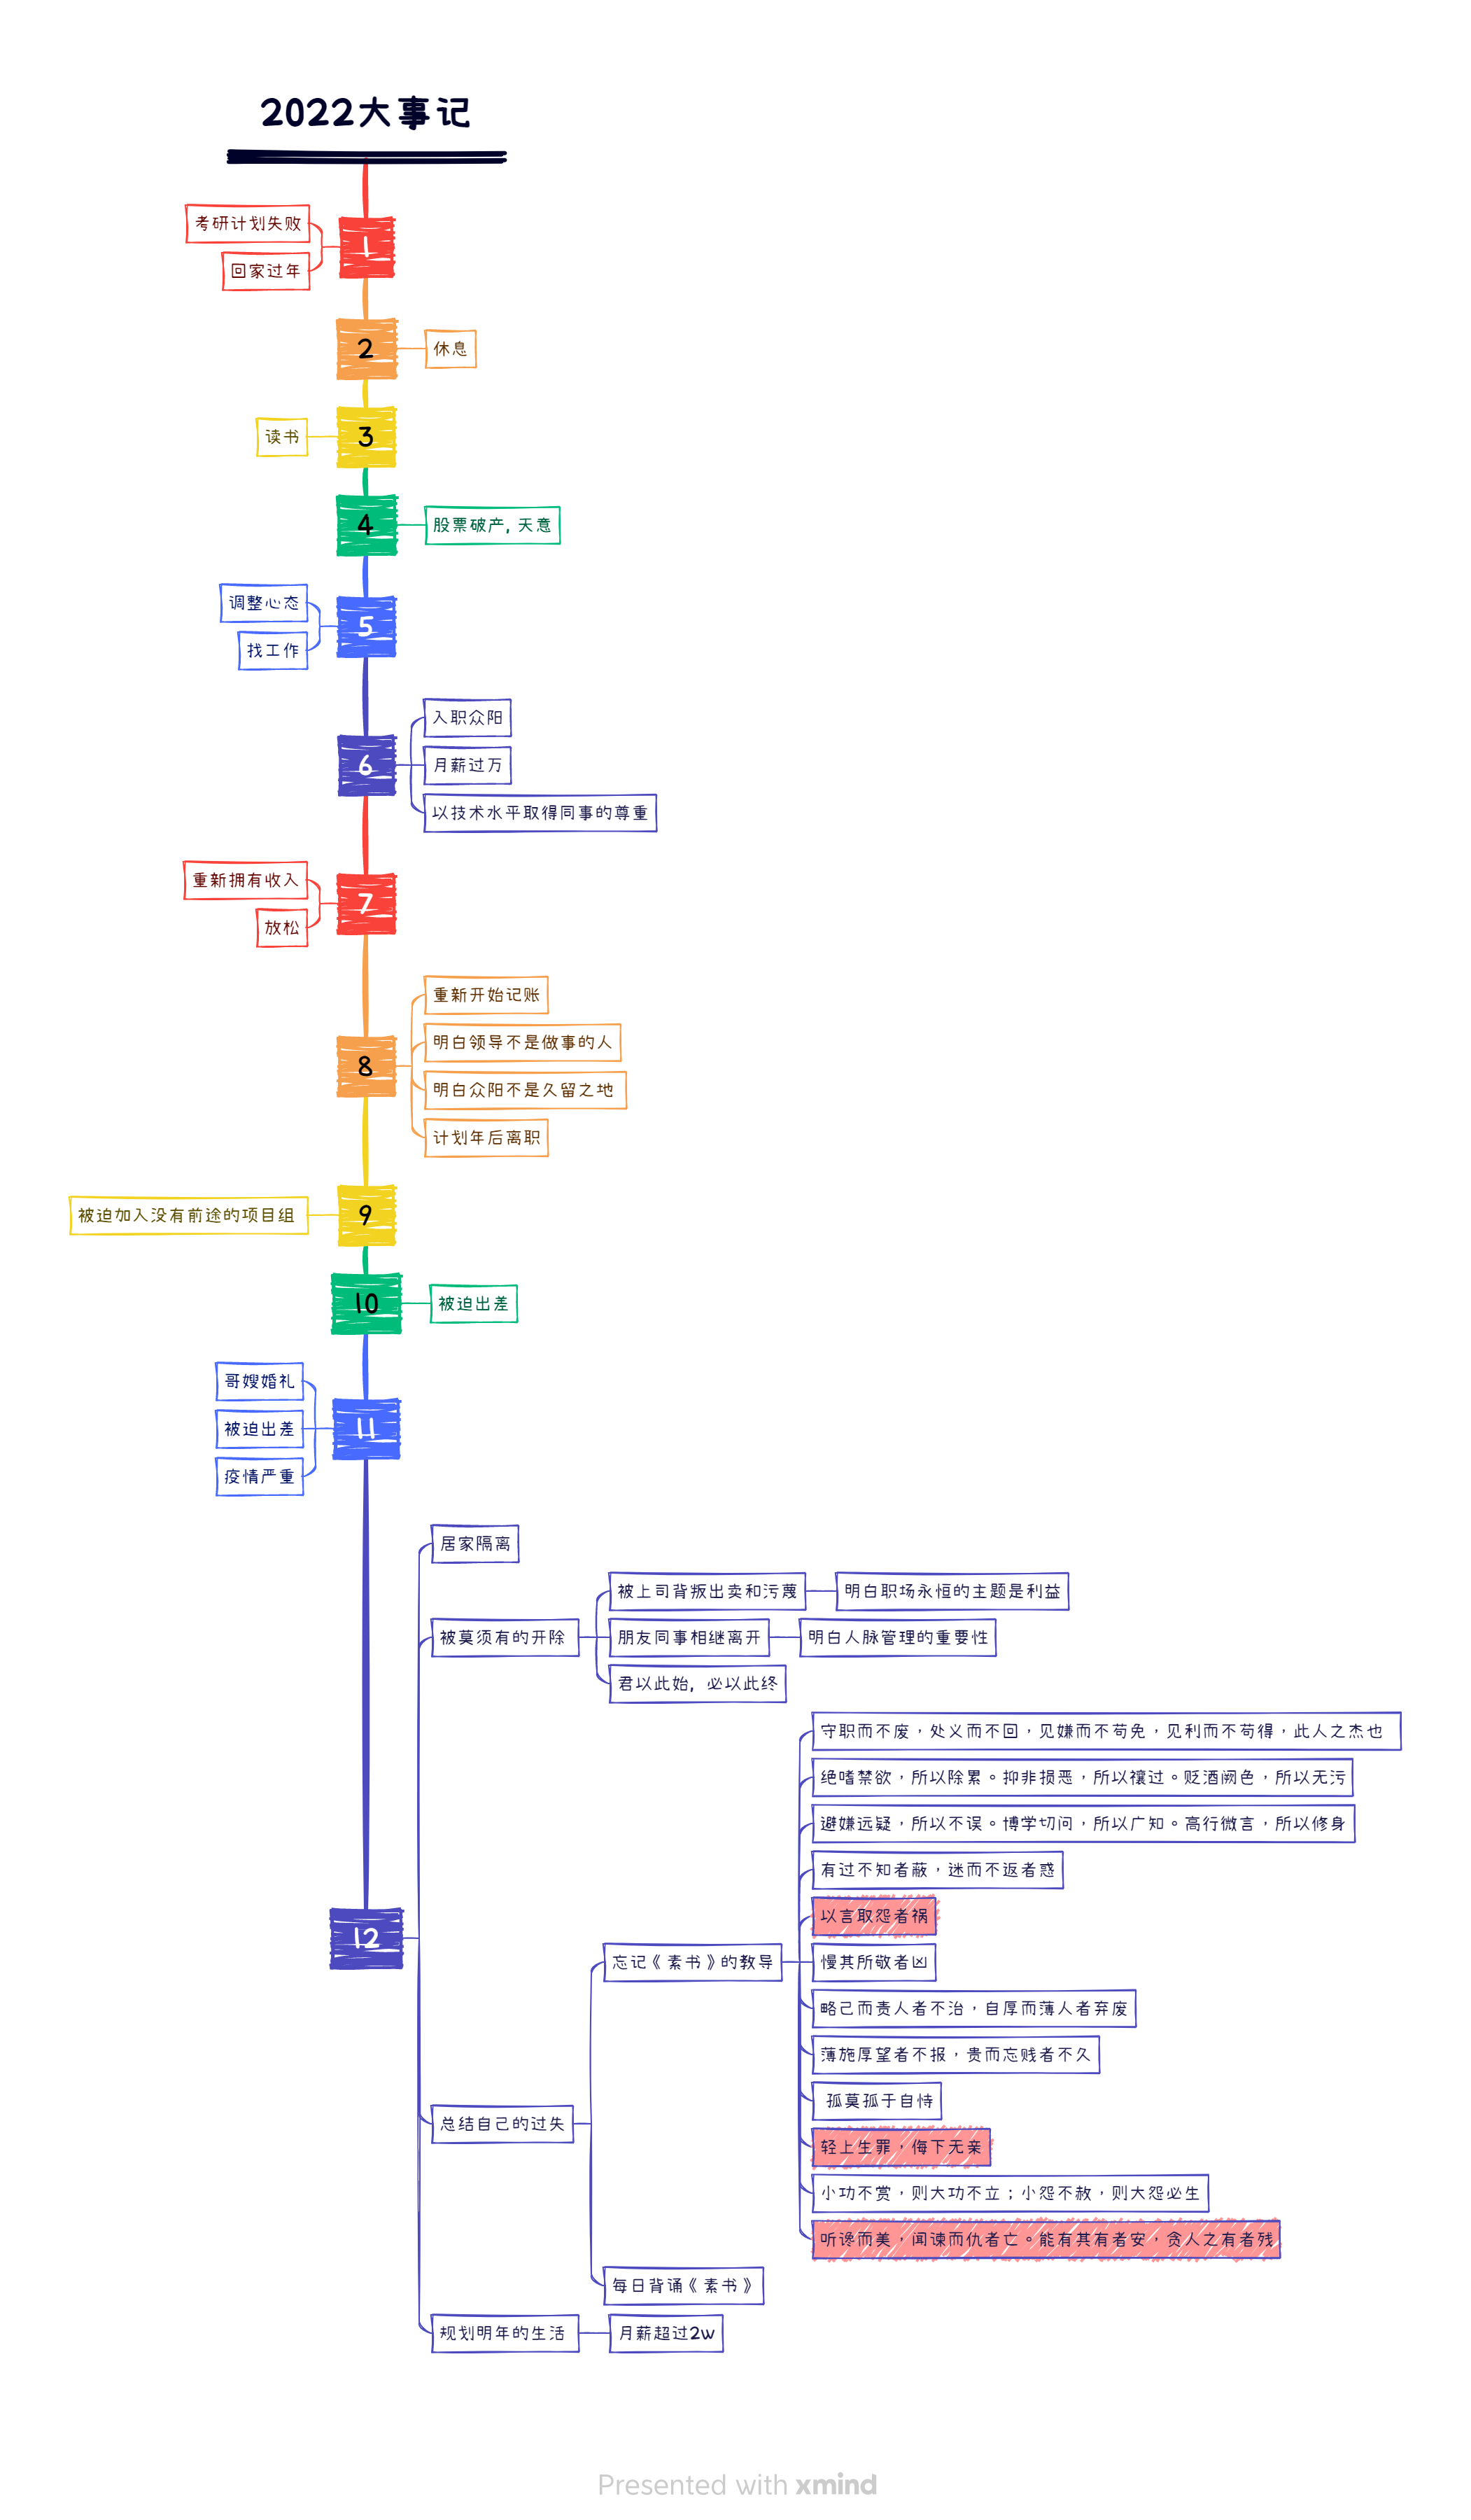 2022大事记
1
考研计划失败
回家过年
2
休息
3
读书
4
股票破产, 天意
5
调整心态
找工作
6
入职众阳
月薪过万
以技术水平取得同事的尊重
7
重新拥有收入
放松
8
重新开始记账
明白领导不是做事的人
明白众阳不是久留之地
计划年后离职
9
被迫加入没有前途的项目组
10
被迫出差
11
哥嫂婚礼
被迫出差
疫情严重
12
居家隔离
被莫须有的开除
被上司背叛出卖和污蔑
明白职场永恒的主题是利益
朋友同事相继离开
明白人脉管理的重要性
君以此始, 必以此终
总结自己的过失
忘记《素书》的教导
守职而不废，处义而不回，见嫌而不苟免，见利而不苟得，此人之杰也
绝嗜禁欲，所以除累。抑非损恶，所以禳过。贬酒阙色，所以无污
避嫌远疑，所以不误。博学切问，所以广知。高行微言，所以修身
有过不知者蔽，迷而不返者惑
以言取怨者祸
慢其所敬者凶
略己而责人者不治，自厚而薄人者弃废
薄施厚望者不报，贵而忘贱者不久
孤莫孤于自恃
轻上生罪，侮下无亲
小功不赏，则大功不立；小怨不赦，则大怨必生
听谗而美，闻谏而仇者亡。能有其有者安，贪人之有者残
每日背诵《素书》
规划明年的生活
月薪超过2w
Presented with xmind